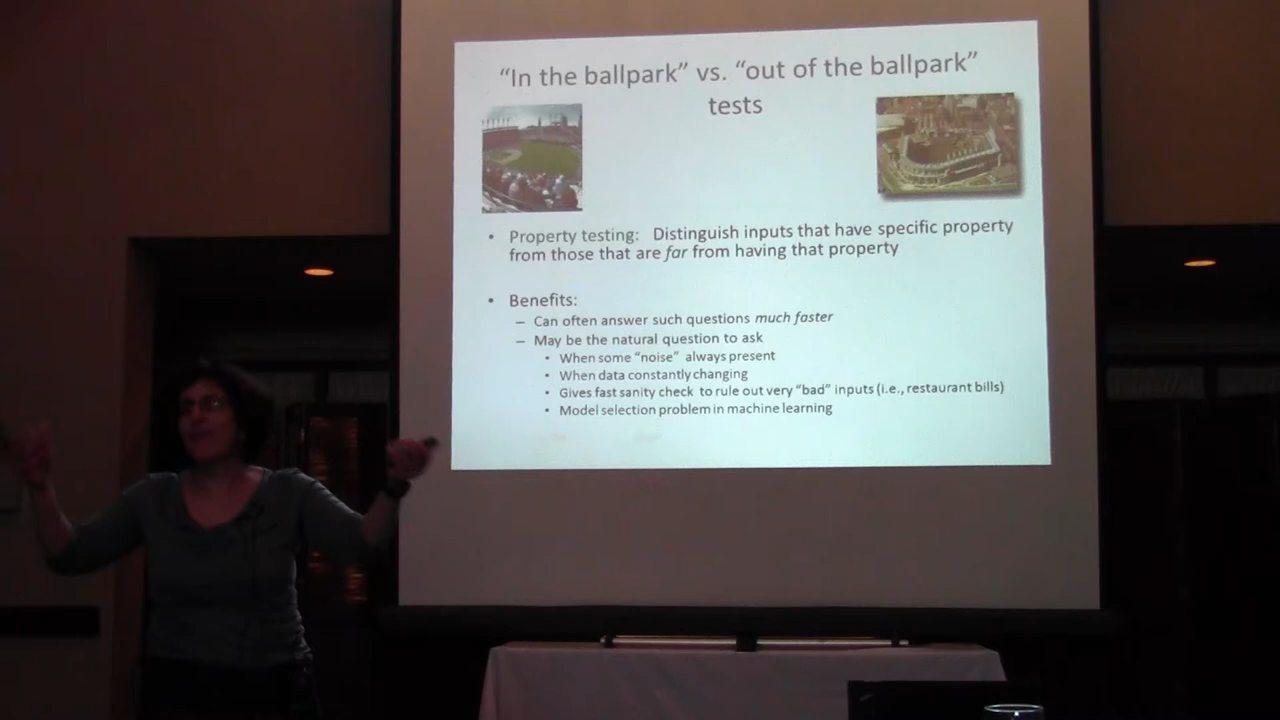 “In the ballpark” vs. “out of the ballpark”
tests
• Property testing: Distinguish inputs that have specific property
from those that are far from having that property
• Benefits:
– Can often answer such questions much faster
– May be the natural question to ask
• When some “noise” always present
• When data constantly changing
• Gives fast sanity check to rule out very “bad” inputs (i.e., restaurant bills)
• Model selection problem in machine learning